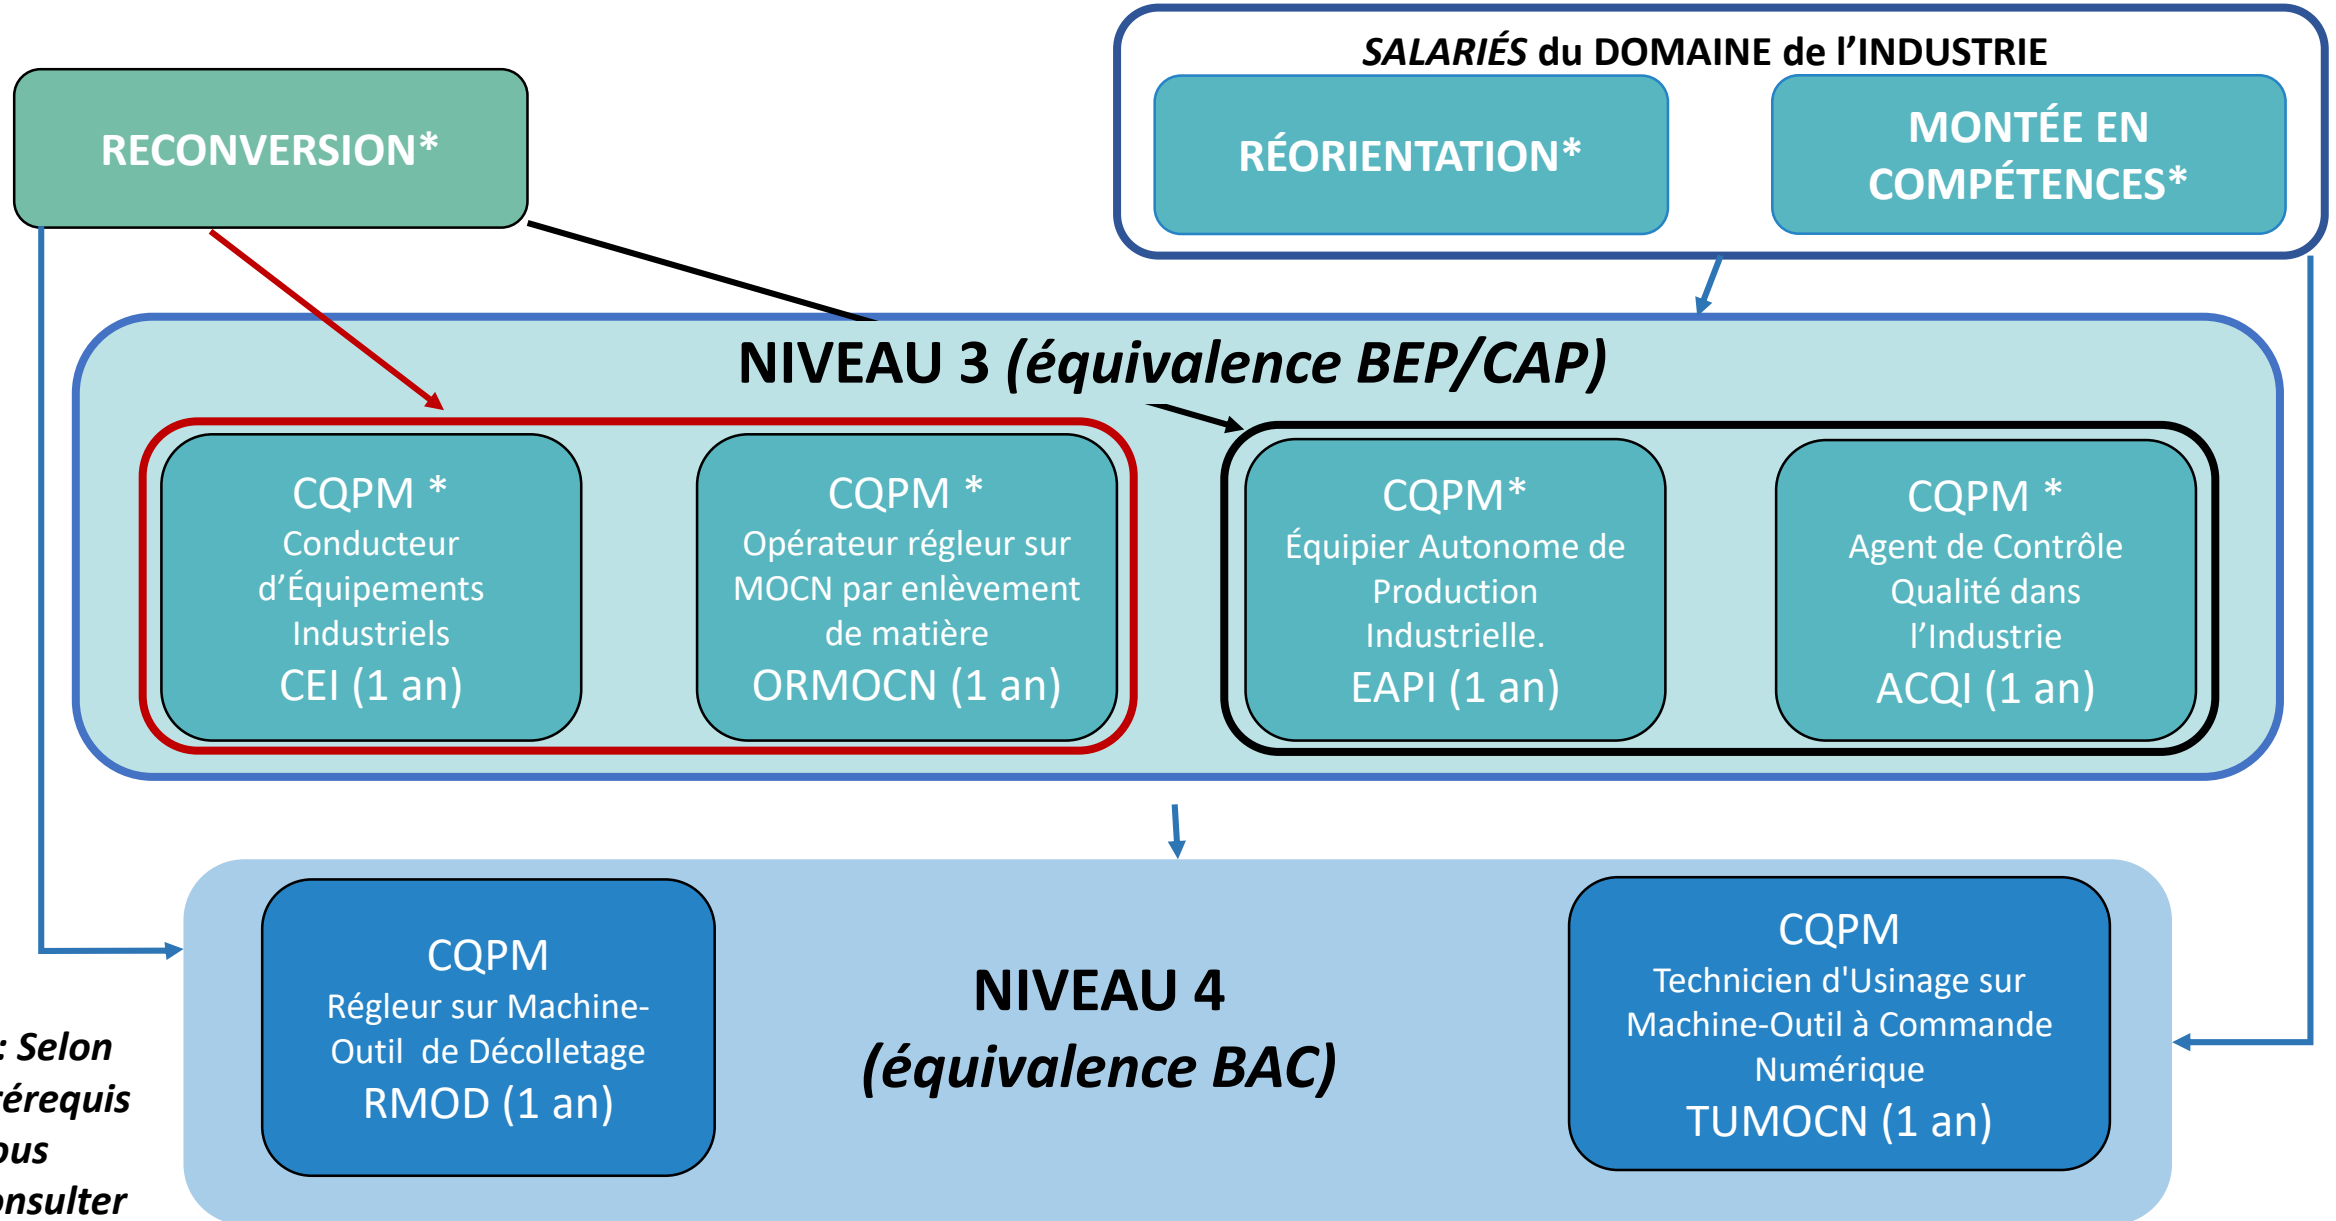 RECONVERSION*
SALARIÉS du DOMAINE de l’INDUSTRIE
RÉORIENTATION*
MONTÉE EN
COMPÉTENCES*
NIVEAU 3 (équivalence BEP/CAP)
CQPM *
Conducteur
d’Équipements
Industriels
CEI (1 an)
CQPM *
Opérateur régleur sur
MOCN par enlèvement
de matière
ORMOCN (1 an)
CQPM*
Équipier Autonome de
Production
Industrielle.
EAPI (1 an)
CQPM *
Agent de Contrôle
Qualité dans
l’Industrie
ACQI (1 an)
CQPM
Régleur sur Machine-
Outil de Décolletage
RMOD (1 an)
NIVEAU 4
(équivalence BAC)
CQPM
Technicien d'Usinage sur
Machine-Outil à Commande
Numérique
TUMOCN (1 an)
: Selon
érequis
ous
onsulter